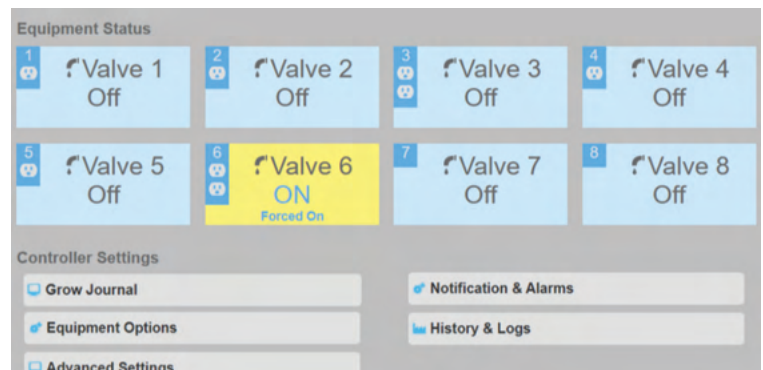 Equipment Status
1 Valve 1
Off
2 Valve 2
Off
3 Valve 3
Off
4 Valve 4
Off
5 Valve 5
Off
6 Valve 6
ON
Forced On
7 Valve 7
Off
8 Valve 8
Off
Controller Settings
Grow Journal
Notification & Alarms
Equipment Options
History & Logs
Advanced Settings